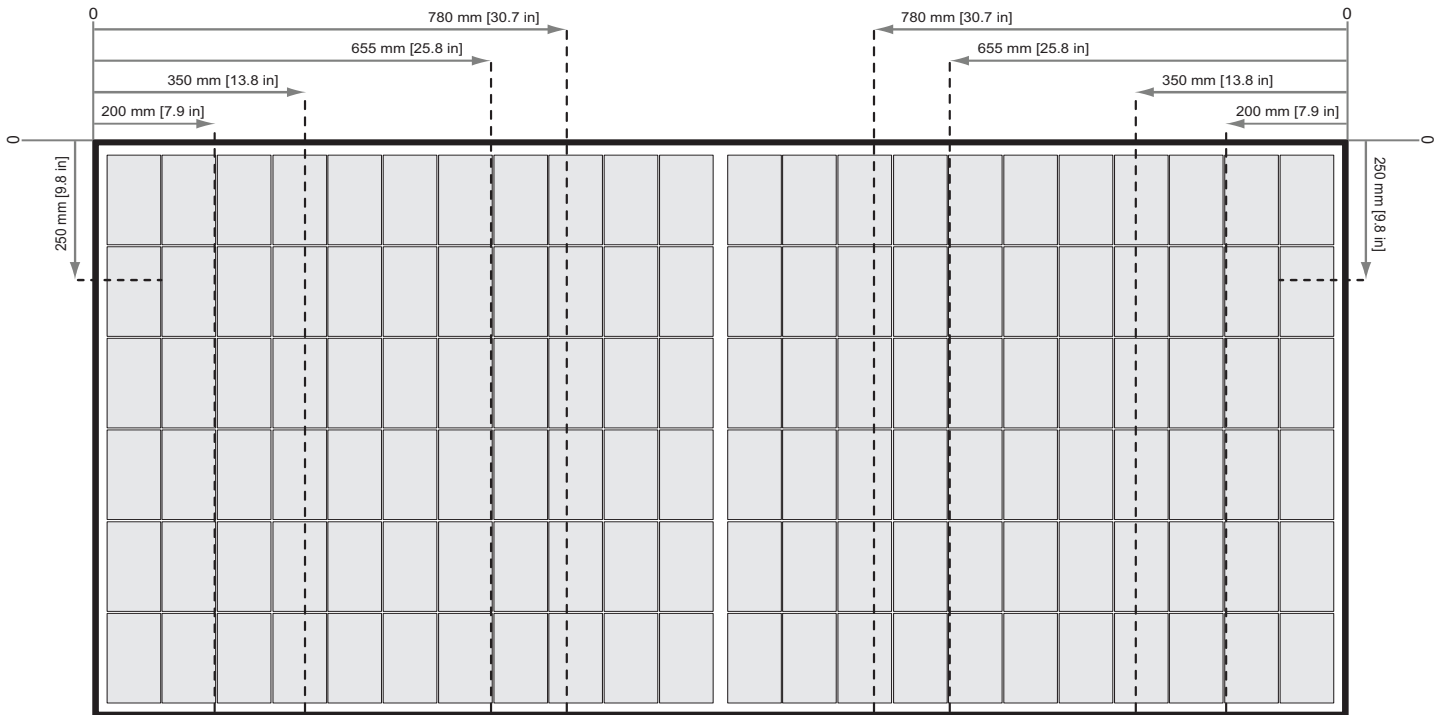 0
780 mm [30.7 in]
780 mm [30.7 in]
0
655 mm [25.8 in]
655 mm [25.8 in]
350 mm [13.8 in]
350 mm [13.8 in]
200 mm [7.9 in]
200 mm [7.9 in]
0
0
250 mm [9.8 in]
250 mm [9.8 in]